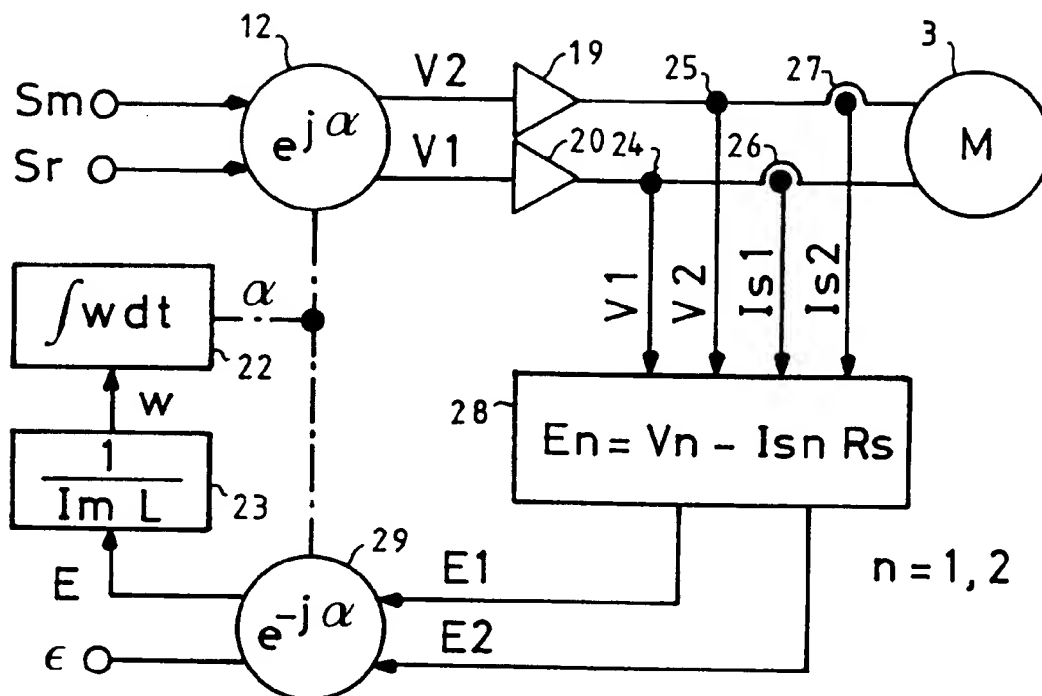 12
19
25
27
3
Sm
Sr
e^jα
V2
V1
20
24
26
M
V1
V2
Is1
Is2
∫wdt
α
22
w
1
Im L
23
28
En = Vn - Isn Rs
29
E
ϵ
e^-jα
E1
E2
n = 1, 2